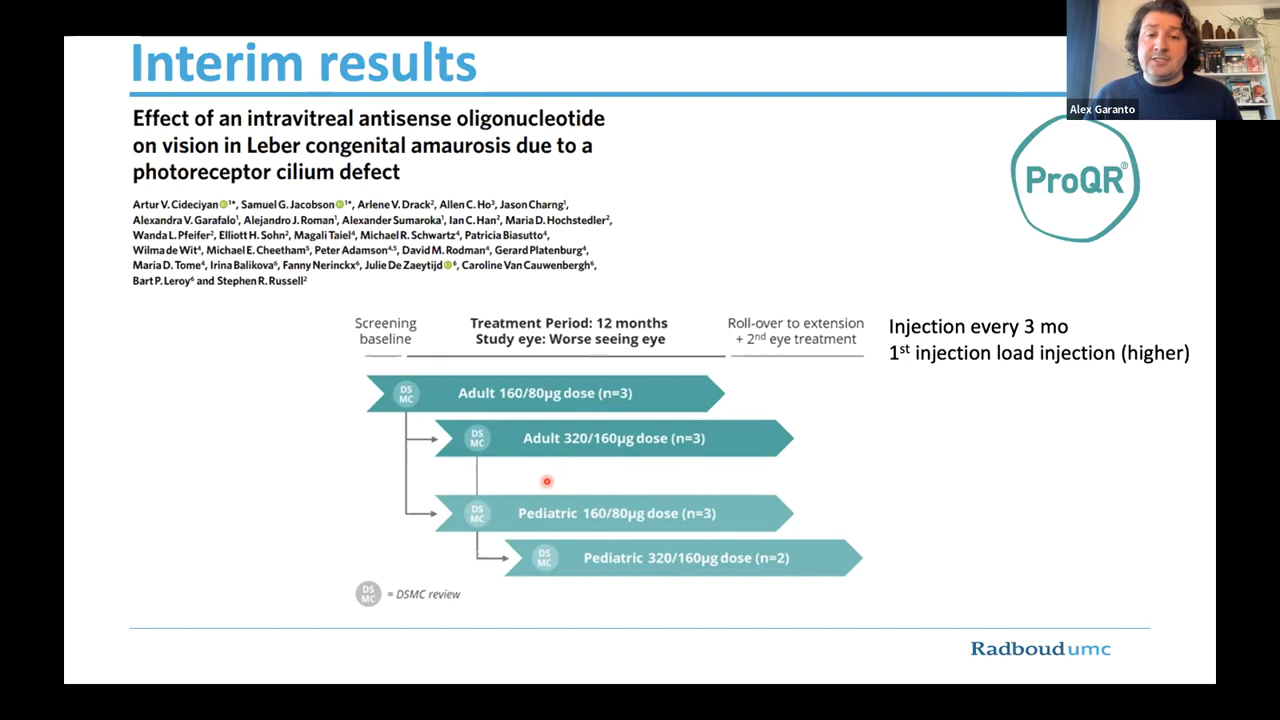 Interim results
Alex Garanto
Effect of an intravitreal antisense oligonucleotide
on vision in Leber congenital amaurosis due to a
photoreceptor cilium defect
ProQR®
Artur V. Cideciyan 1*, Samuel G. Jacobson 1*, Arlene V. Drack2, Allen C. Ho3, Jason Charng1,
Alexandra V. Garafalo1, Alejandro J. Roman1, Alexander Sumaroka1, Ian C. Han2, Maria D. Hochstedler2,
Wanda L. Pfeifer2, Elliott H. Sohn2, Magali Taiel4, Michael R. Schwartz4, Patricia Biasutto4,
Wilma de Wit4, Michael E. Cheetham5, Peter Adamson4,5, David M. Rodman4, Gerard Platenburg4,
Maria D. Tome4, Irina Balikova6, Fanny Nerinckx6, Julie De Zaeytijd 6, Caroline Van Cauwenbergh6,
Bart P. Leroy6 and Stephen R. Russell2
Screening
baseline
Treatment Period: 12 months
Study eye: Worse seeing eye
Roll-over to extension
+ 2nd eye treatment
Injection every 3 mo
1st injection load injection (higher)
DS
MC
Adult 160/80µg dose (n=3)
DS
MC
Adult 320/160µg dose (n=3)
DS
MC
Pediatric 160/80µg dose (n=3)
DS
MC
Pediatric 320/160µg dose (n=2)
DS
MC
= DSMC review
Radboudumc